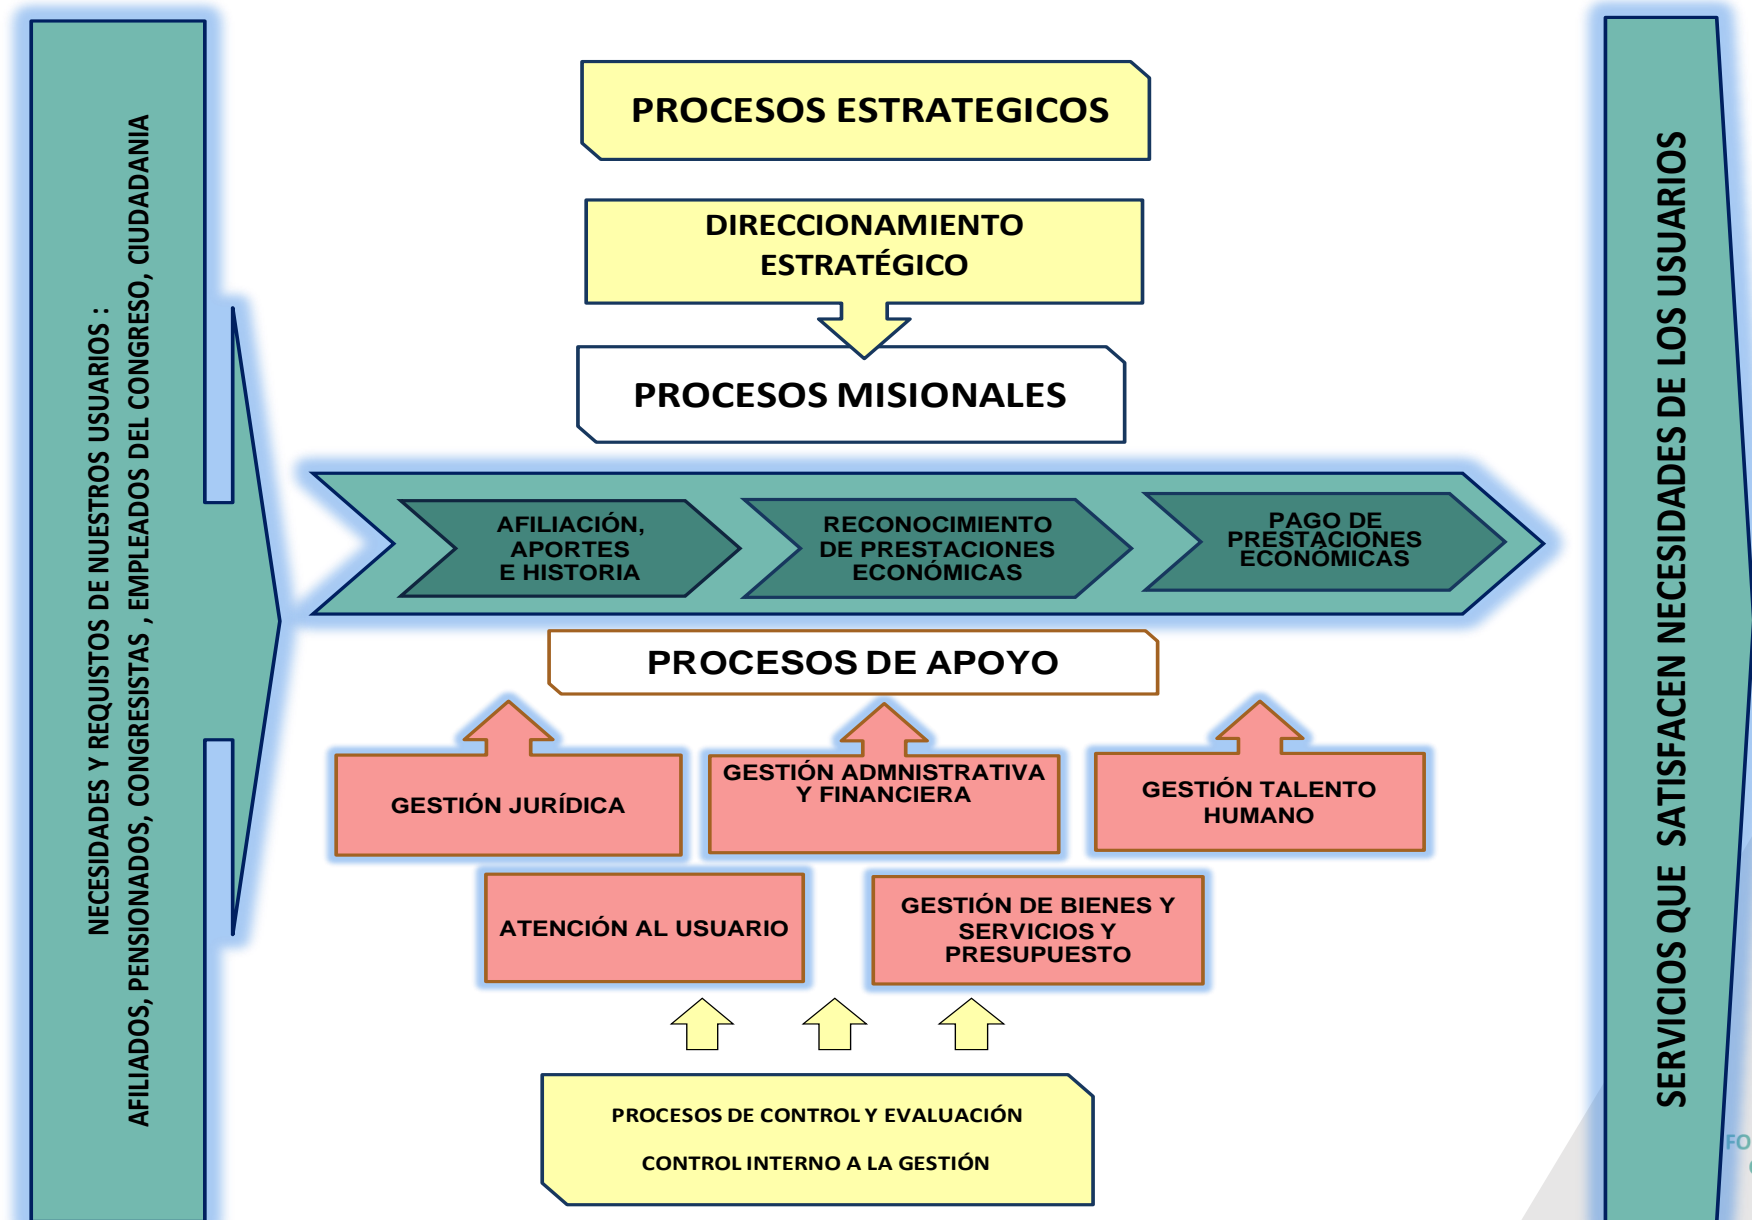 NECESIDADES Y REQUISTOS DE NUESTROS USUARIOS :
AFILIADOS, PENSIONADOS, CONGRESISTAS , EMPLEADOS DEL CONGRESO, CIUDADANIA
PROCESOS ESTRATEGICOS
DIRECCIONAMIENTO
ESTRATÉGICO
PROCESOS MISIONALES
AFILIACIÓN,
APORTES
E HISTORIA
RECONOCIMIENTO
DE PRESTACIONES
ECONÓMICAS
PAGO DE
PRESTACIONES
ECONÓMICAS
PROCESOS DE APOYO
GESTIÓN JURÍDICA
GESTIÓN ADMNISTRATIVA
Y FINANCIERA
GESTIÓN TALENTO
HUMANO
ATENCIÓN AL USUARIO
GESTIÓN DE BIENES Y
SERVICIOS Y
PRESUPUESTO
PROCESOS DE CONTROL Y EVALUACIÓN
CONTROL INTERNO A LA GESTIÓN
SERVICIOS QUE SATISFACEN NECESIDADES DE LOS USUARIOS